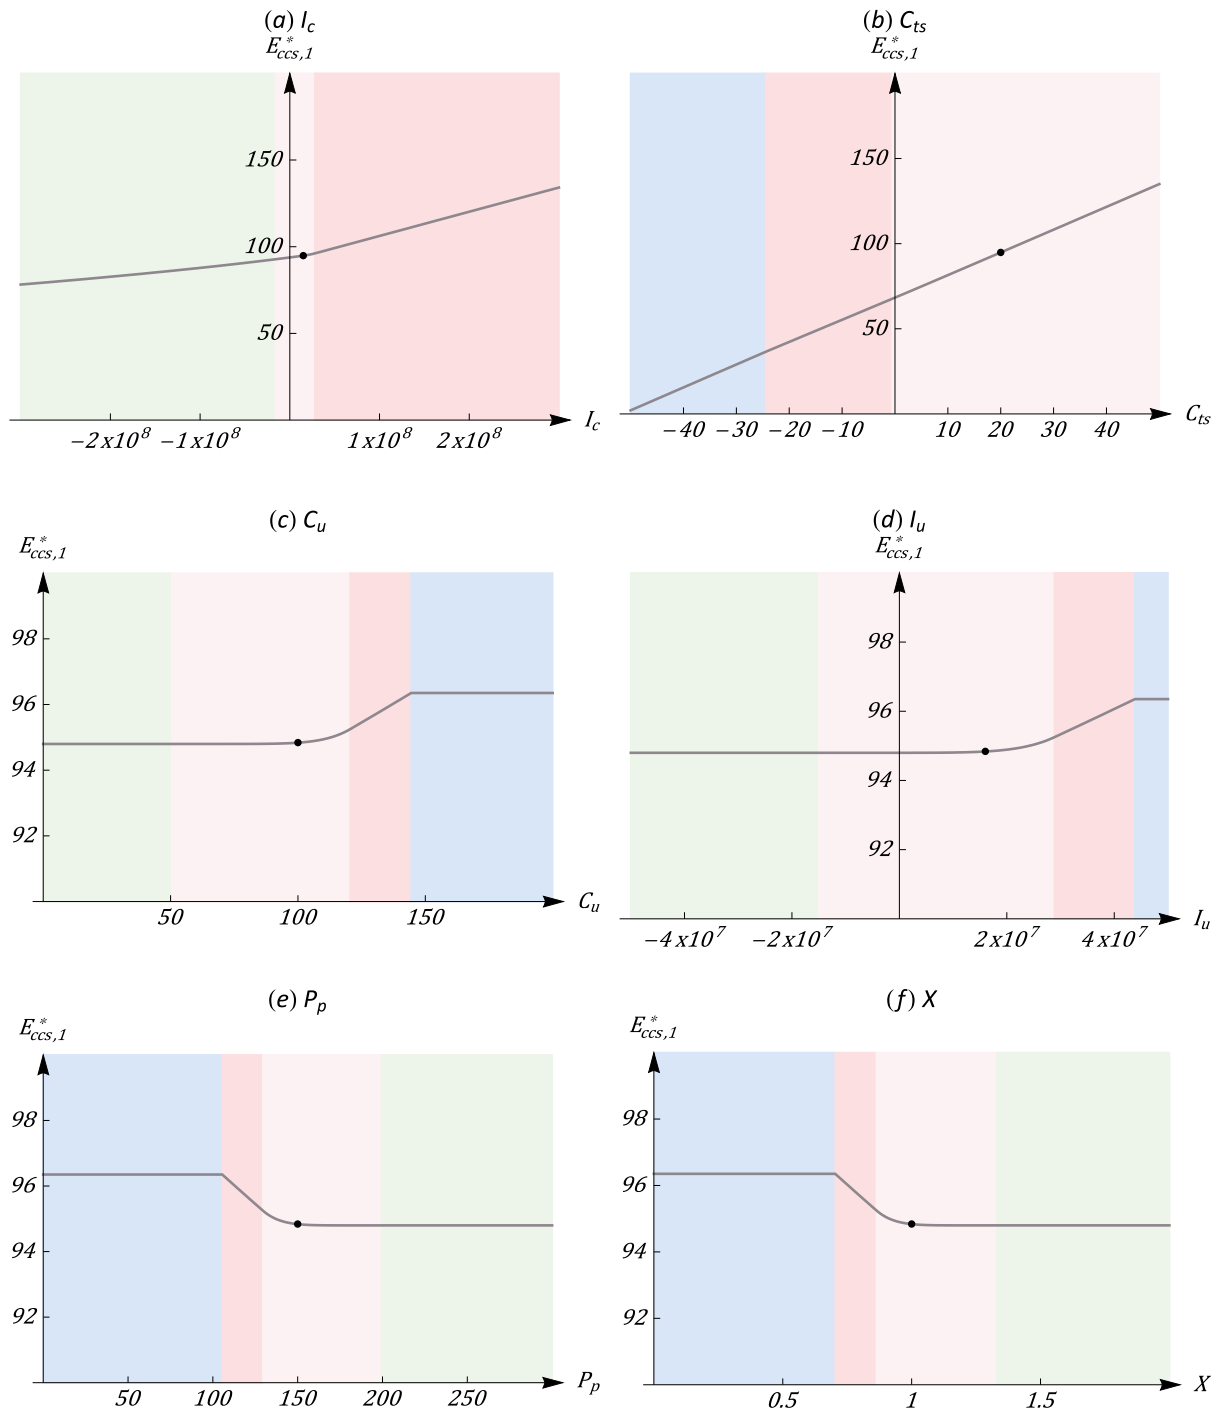 (a) I_c
(b) C_ts
E*_ccs,1
E*_ccs,1
150
100
50
−2x10^8 −1x10^8 1x10^8 2x10^8 I_c
150
100
50
−40 −30 −20 −10 10 20 30 40 C_ts
(c) C_u
(d) I_u
E*_ccs,1
E*_ccs,1
98
96
94
92
50 100 150 C_u
98
96
94
92
−4x10^7 −2x10^7 2x10^7 4x10^7 I_u
(e) P_p
(f) X
E*_ccs,1
E*_ccs,1
98
96
94
92
50 100 150 200 250 P_p
98
96
94
92
0.5 1 1.5 X